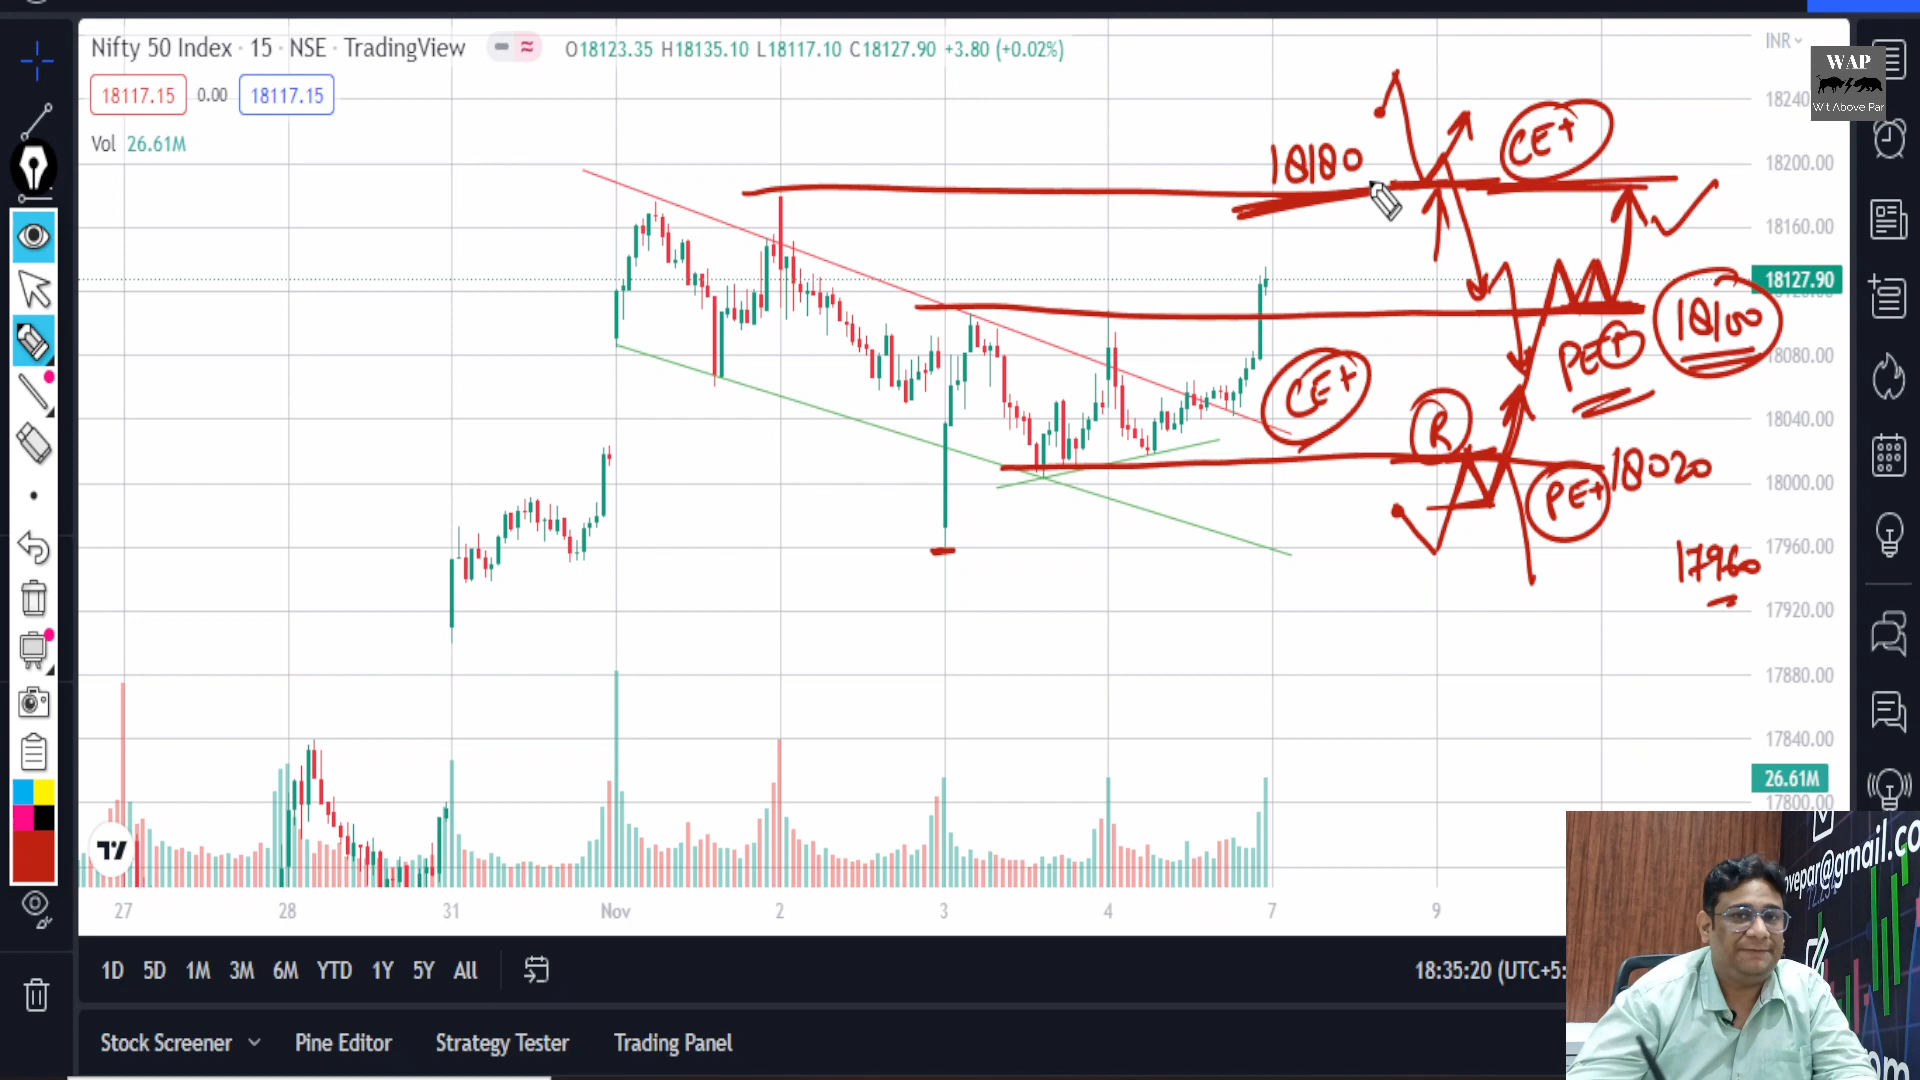 Nifty 50 Index · 15 · NSE · TradingView
O18123.35 H18135.10 L18117.10 C18127.90 +3.80 (+0.02%)
INR
WAP
Wit Above Par
18117.15 0.00 18117.15
Vol 26.61M
18240
18200.00
18160.00
18127.90
18080.00
18040.00
18000.00
17960.00
17920.00
17880.00
17840.00
26.61M
17800.00
18180
CE+
18100
PE+
CE+
R
18020
PE+
17960
27 28 31 Nov 2 3 4 7 9
1D 5D 1M 3M 6M YTD 1Y 5Y All
18:35:20 (UTC+5:
Stock Screener Pine Editor Strategy Tester Trading Panel
ovepar@gmail.co
om